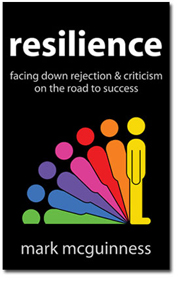 resilience
facing down rejection & criticism
on the road to success
mark mcguinness